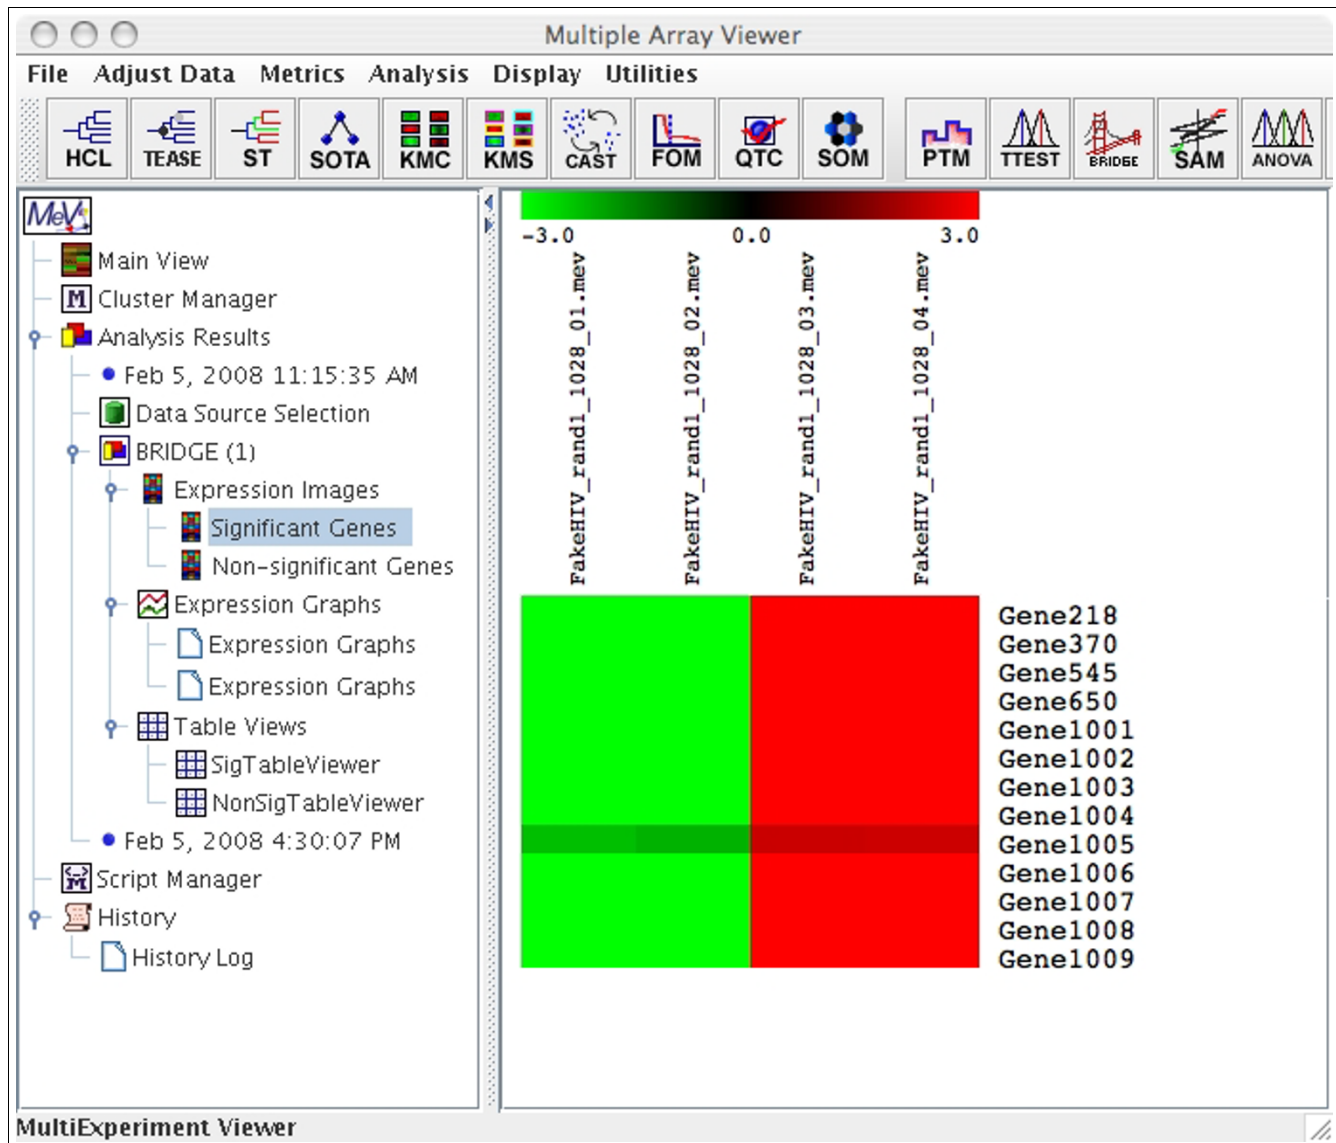 Multiple Array Viewer
File Adjust Data Metrics Analysis Display Utilities
HCL TEASE ST SOTA KMC KMS CAST FOM QTC SOM PTM TTEST BRIDGE SAM ANOVA
MeV
Main View
Cluster Manager
Analysis Results
Feb 5, 2008 11:15:35 AM
Data Source Selection
BRIDGE (1)
Expression Images
Significant Genes
Non-significant Genes
Expression Graphs
Expression Graphs
Expression Graphs
Table Views
SigTableViewer
NonSigTableViewer
Feb 5, 2008 4:30:07 PM
Script Manager
History
History Log
-3.0 0.0 3.0
FakeHIV_rand1_1028_01.mev
FakeHIV_rand1_1028_02.mev
FakeHIV_rand1_1028_03.mev
FakeHIV_rand1_1028_04.mev
Gene218
Gene370
Gene545
Gene650
Gene1001
Gene1002
Gene1003
Gene1004
Gene1005
Gene1006
Gene1007
Gene1008
Gene1009
MultiExperiment Viewer